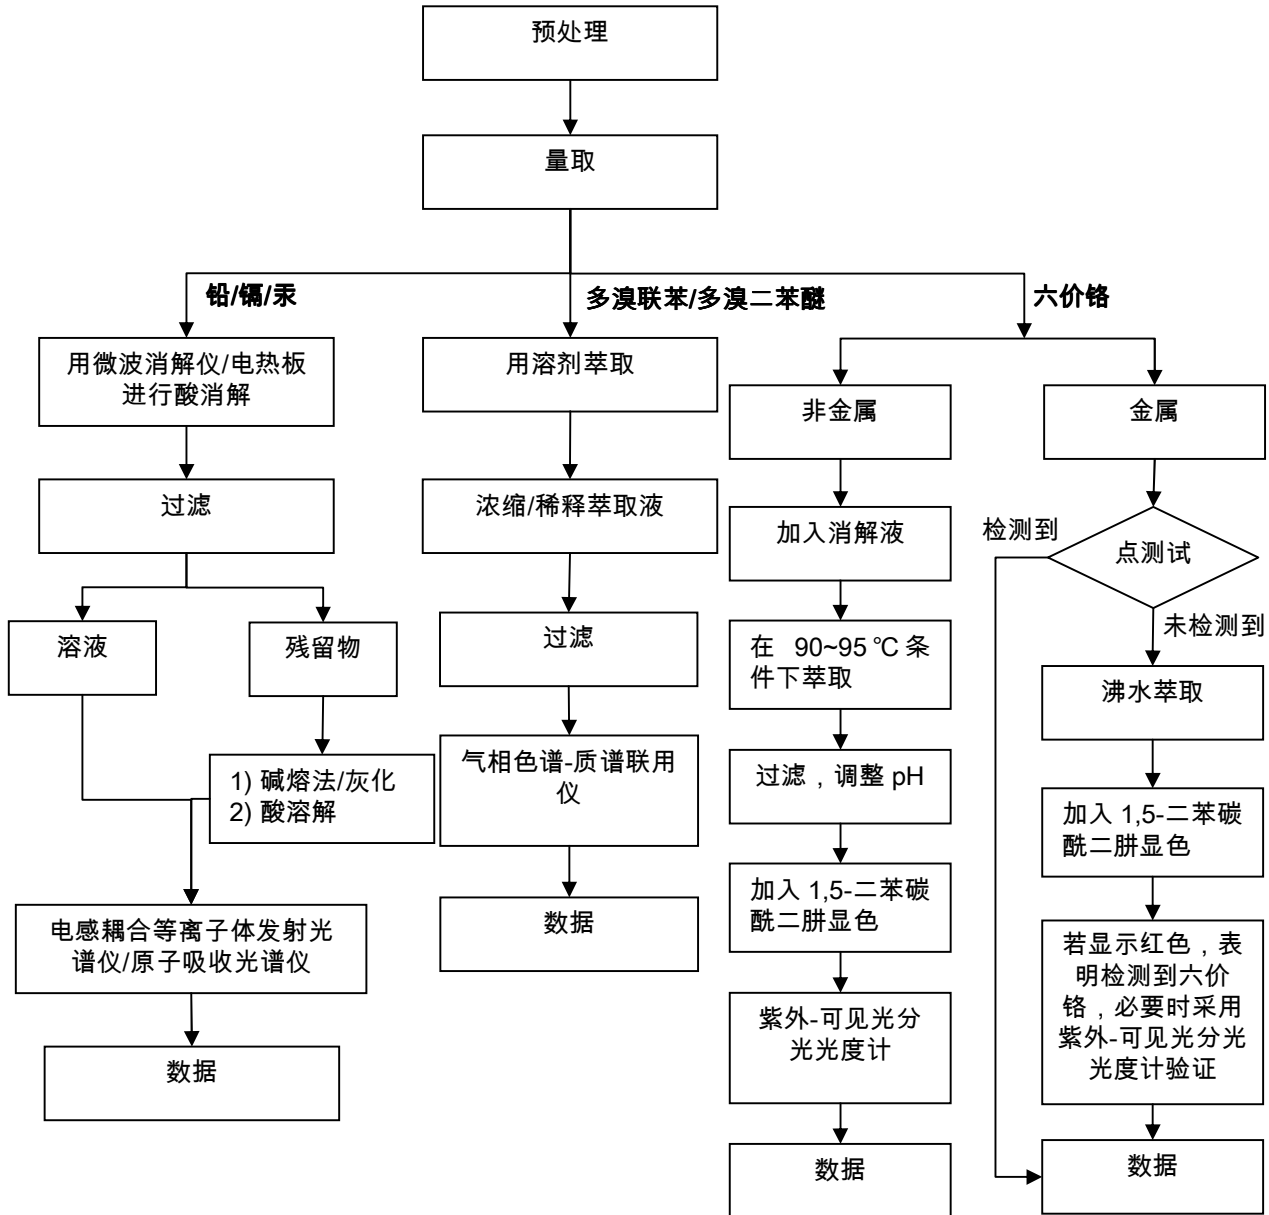 预处理
量取
铅/镉/汞
多溴联苯/多溴二苯醚
六价铬
用微波消解仪/电热板
进行酸消解
过滤
溶液
残留物
1) 碱熔法/灰化
2) 酸溶解
电感耦合等离子体发射光
谱仪/原子吸收光谱仪
数据
用溶剂萃取
浓缩/稀释萃取液
过滤
气相色谱-质谱联用
仪
数据
非金属
加入消解液
在 90~95 ℃ 条
件下萃取
过滤，调整 pH
加入 1,5-二苯碳
酰二肼显色
紫外-可见光分
光光度计
数据
金属
点测试
检测到
未检测到
沸水萃取
加入 1,5-二苯碳
酰二肼显色
若显示红色，表
明检测到六价
铬，必要时采用
紫外-可见光分光
光度计验证
数据